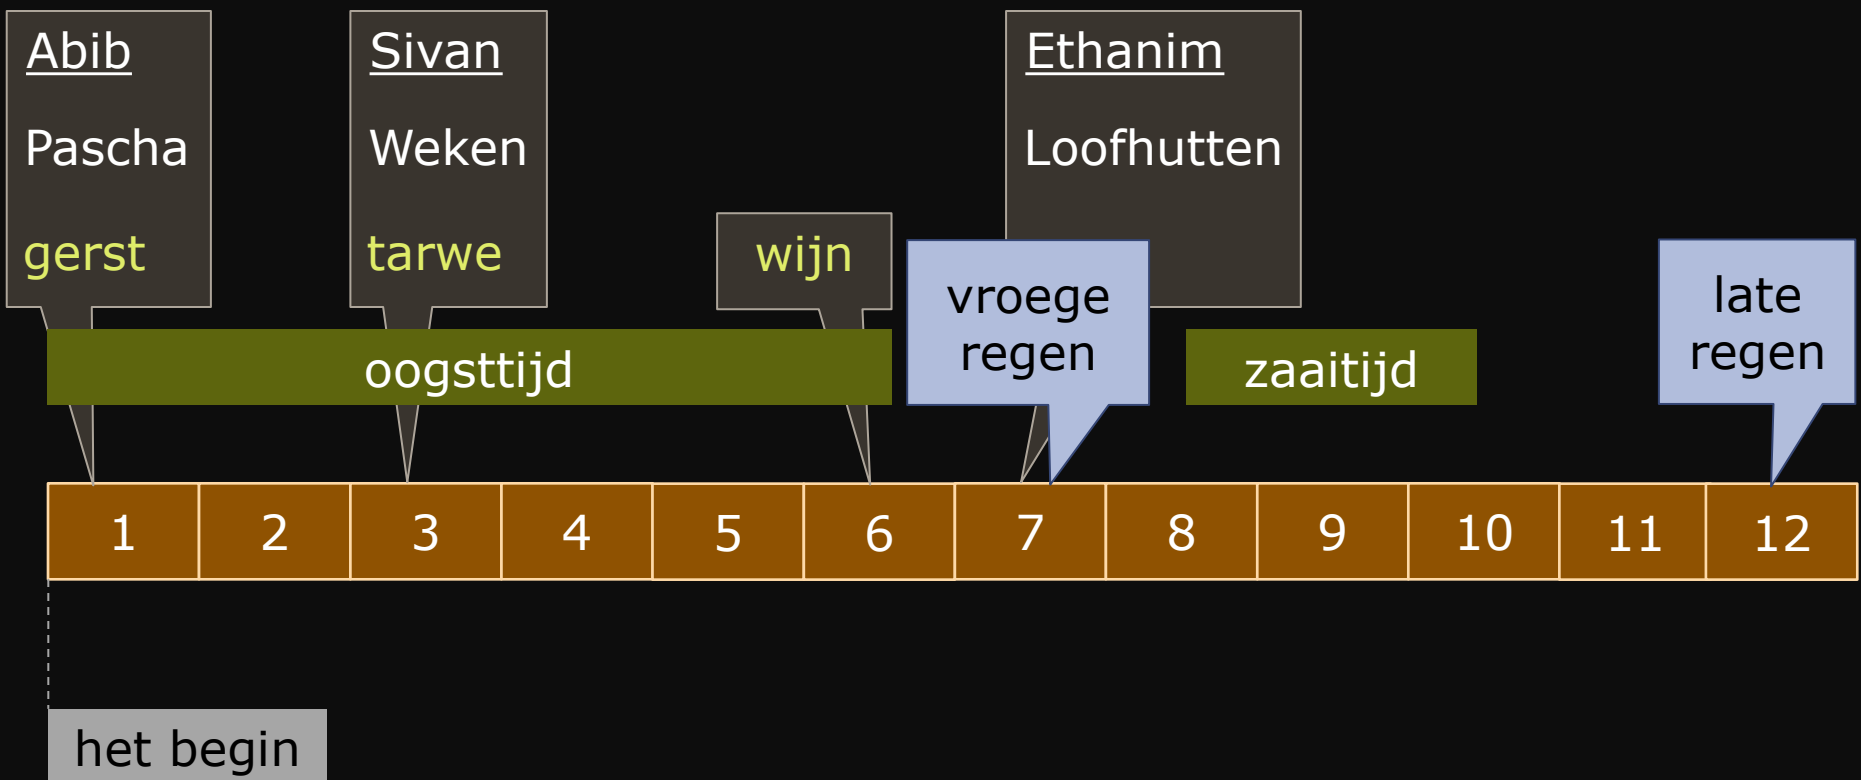 Abib
Pascha
gerst
Sivan
Weken
tarwe
wijn
Ethanim
Loofhutten
vroege
regen
late
regen
oogsttijd
zaaitijd
1 2 3 4 5 6 7 8 9 10 11 12
het begin